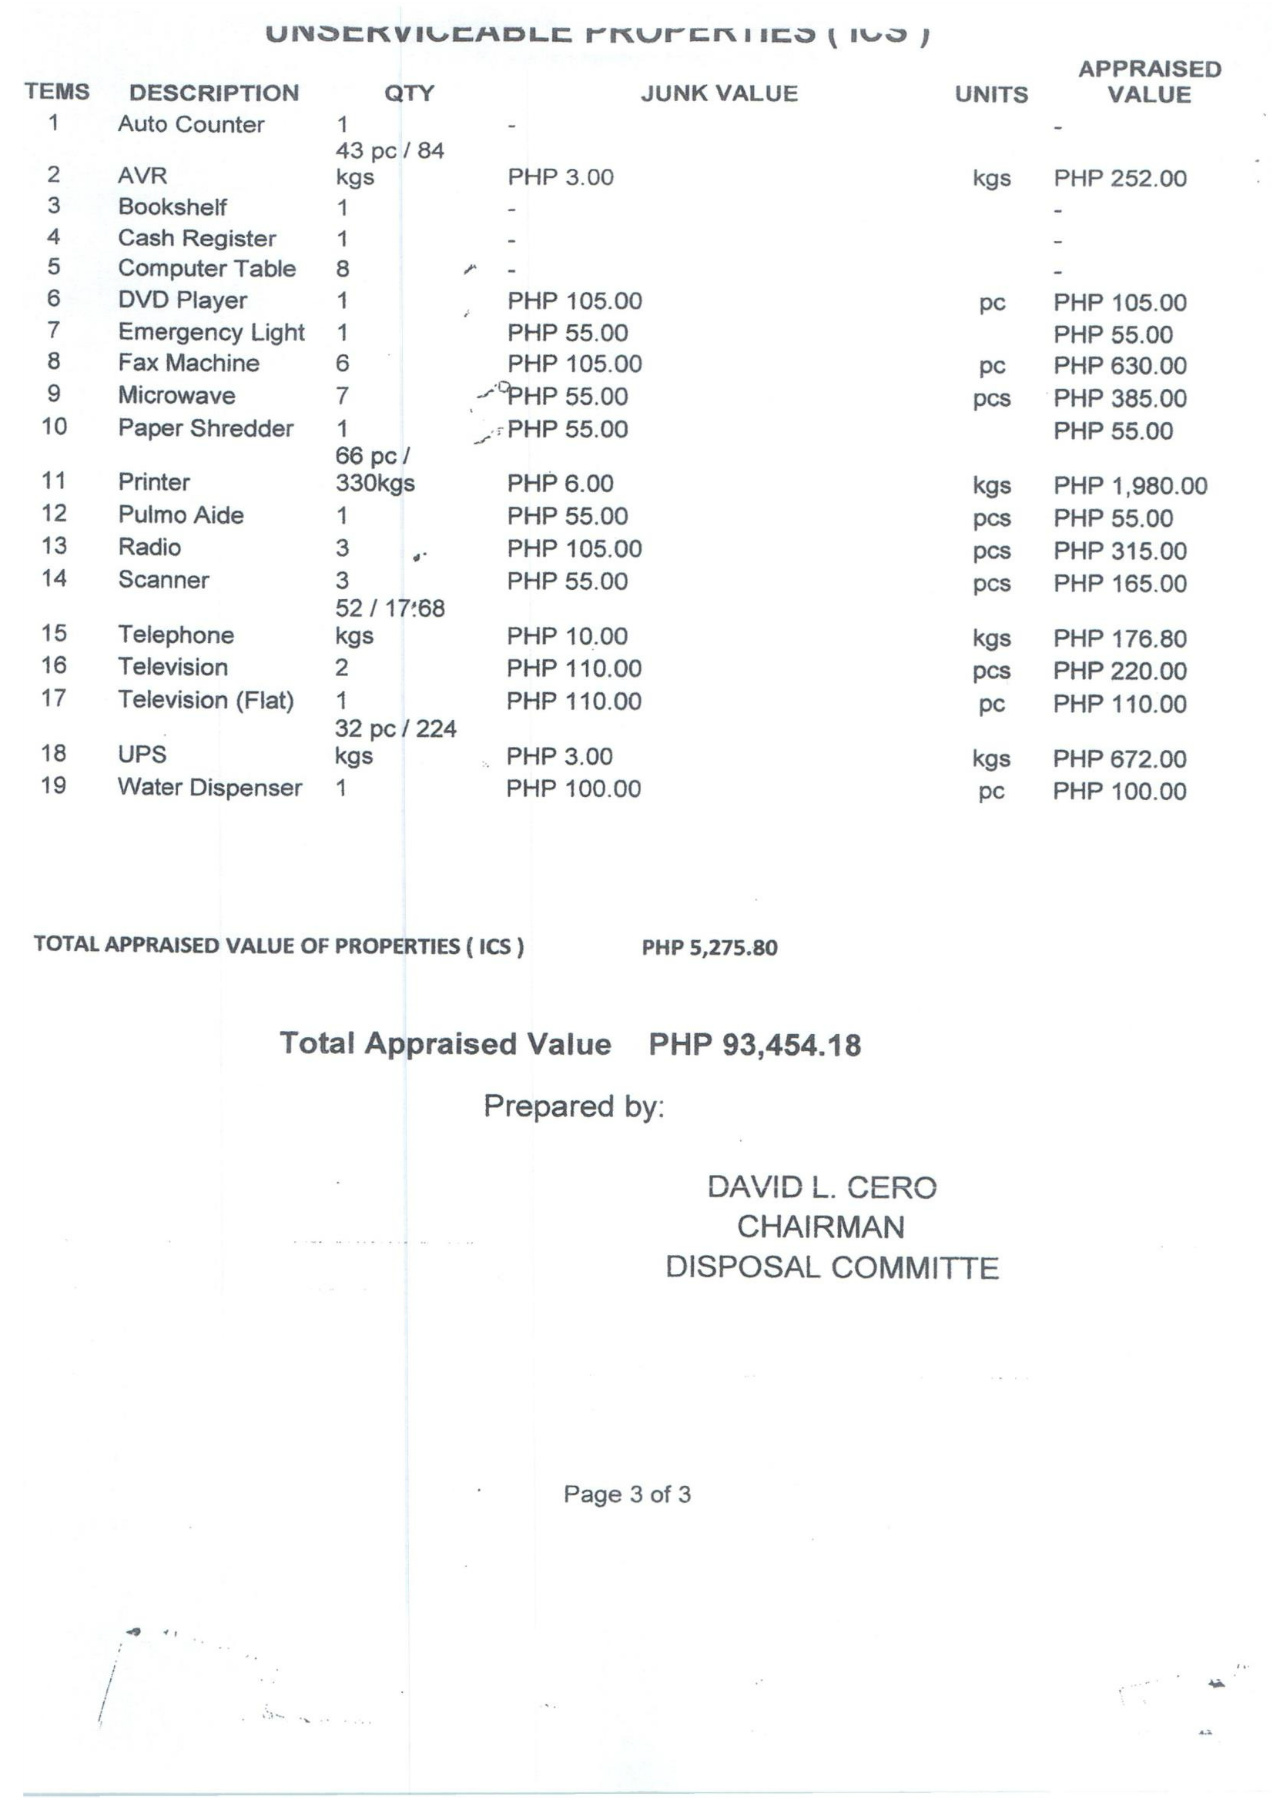 UNSERVICEABLE PROPERTIES ( ICS )
TEMS DESCRIPTION QTY JUNK VALUE UNITS APPRAISED VALUE
1 Auto Counter 1 - -
2 AVR 43 pc / 84 kgs PHP 3.00 kgs PHP 252.00
3 Bookshelf 1 - -
4 Cash Register 1 - -
5 Computer Table 8 - -
6 DVD Player 1 PHP 105.00 pc PHP 105.00
7 Emergency Light 1 PHP 55.00 PHP 55.00
8 Fax Machine 6 PHP 105.00 pc PHP 630.00
9 Microwave 7 PHP 55.00 pcs PHP 385.00
10 Paper Shredder 1 PHP 55.00 PHP 55.00
11 Printer 66 pc / 330kgs PHP 6.00 kgs PHP 1,980.00
12 Pulmo Aide 1 PHP 55.00 pcs PHP 55.00
13 Radio 3 PHP 105.00 pcs PHP 315.00
14 Scanner 3 PHP 55.00 pcs PHP 165.00
15 Telephone 52 / 17.68 kgs PHP 10.00 kgs PHP 176.80
16 Television 2 PHP 110.00 pcs PHP 220.00
17 Television (Flat) 1 PHP 110.00 pc PHP 110.00
18 UPS 32 pc / 224 kgs PHP 3.00 kgs PHP 672.00
19 Water Dispenser 1 PHP 100.00 pc PHP 100.00
TOTAL APPRAISED VALUE OF PROPERTIES ( ICS ) PHP 5,275.80
Total Appraised Value PHP 93,454.18
Prepared by:
DAVID L. CERO
CHAIRMAN
DISPOSAL COMMITTE
Page 3 of 3